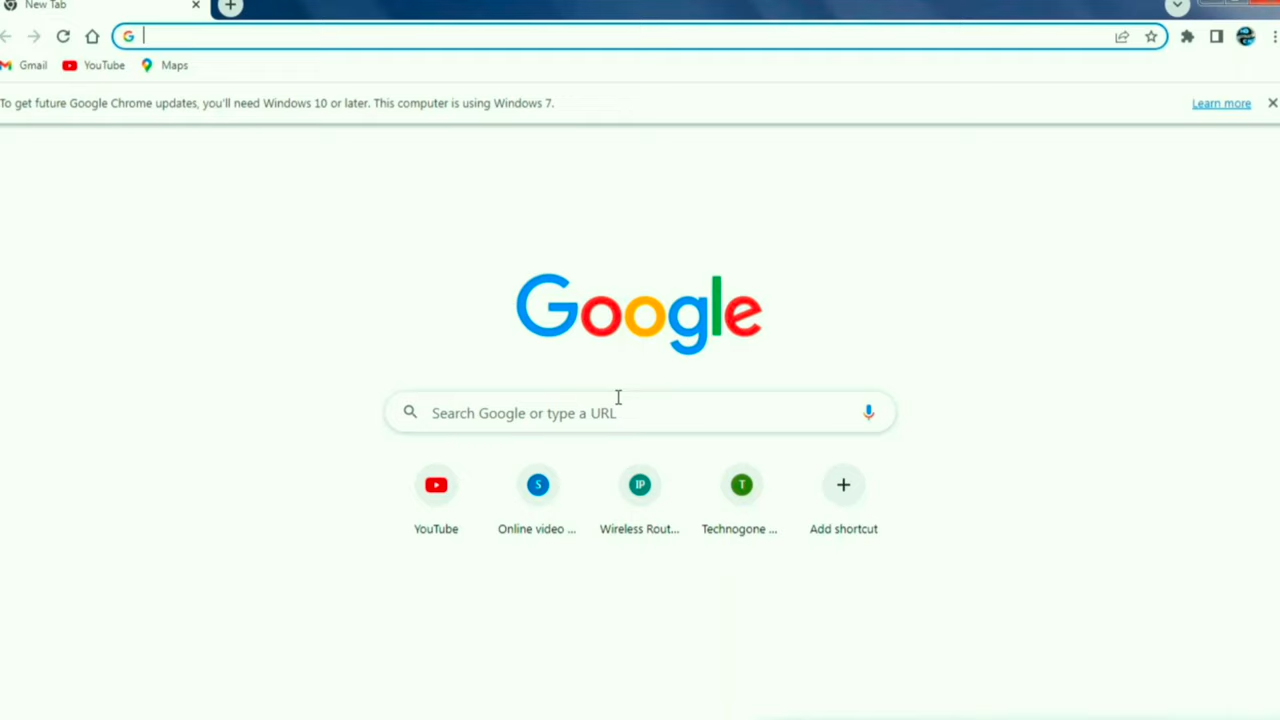 New Tab
Gmail YouTube Maps
To get future Google Chrome updates, you'll need Windows 10 or later. This computer is using Windows 7. Learn more
Google
Search Google or type a URL
S IP T
YouTube Online video ... Wireless Rout... Technogone ... Add shortcut